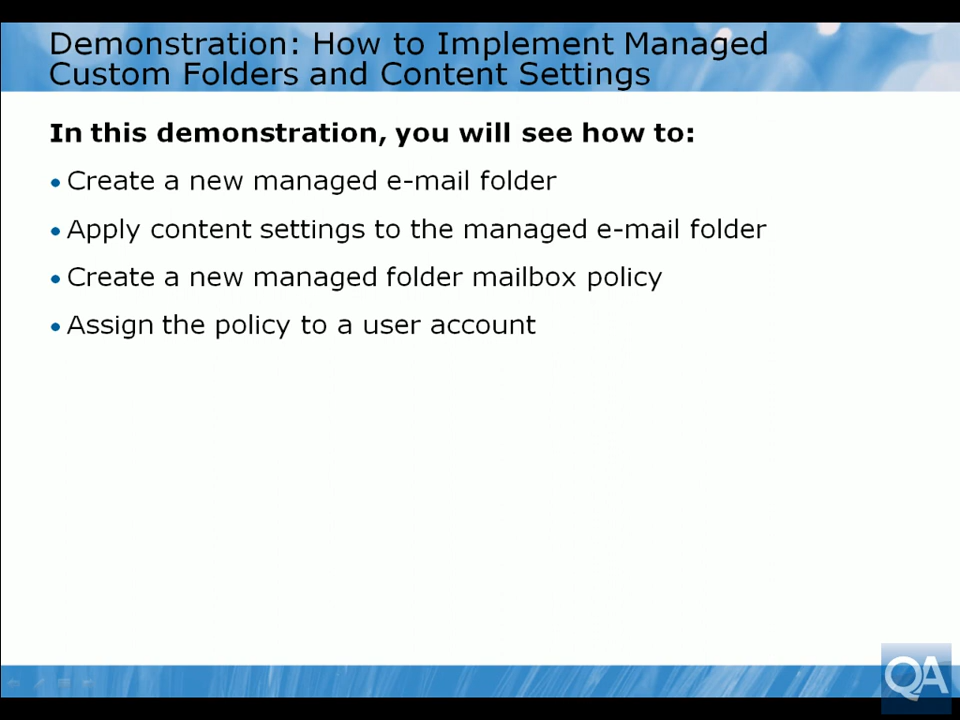 Demonstration: How to Implement Managed
Custom Folders and Content Settings
In this demonstration, you will see how to:
• Create a new managed e-mail folder
• Apply content settings to the managed e-mail folder
• Create a new managed folder mailbox policy
• Assign the policy to a user account
QA